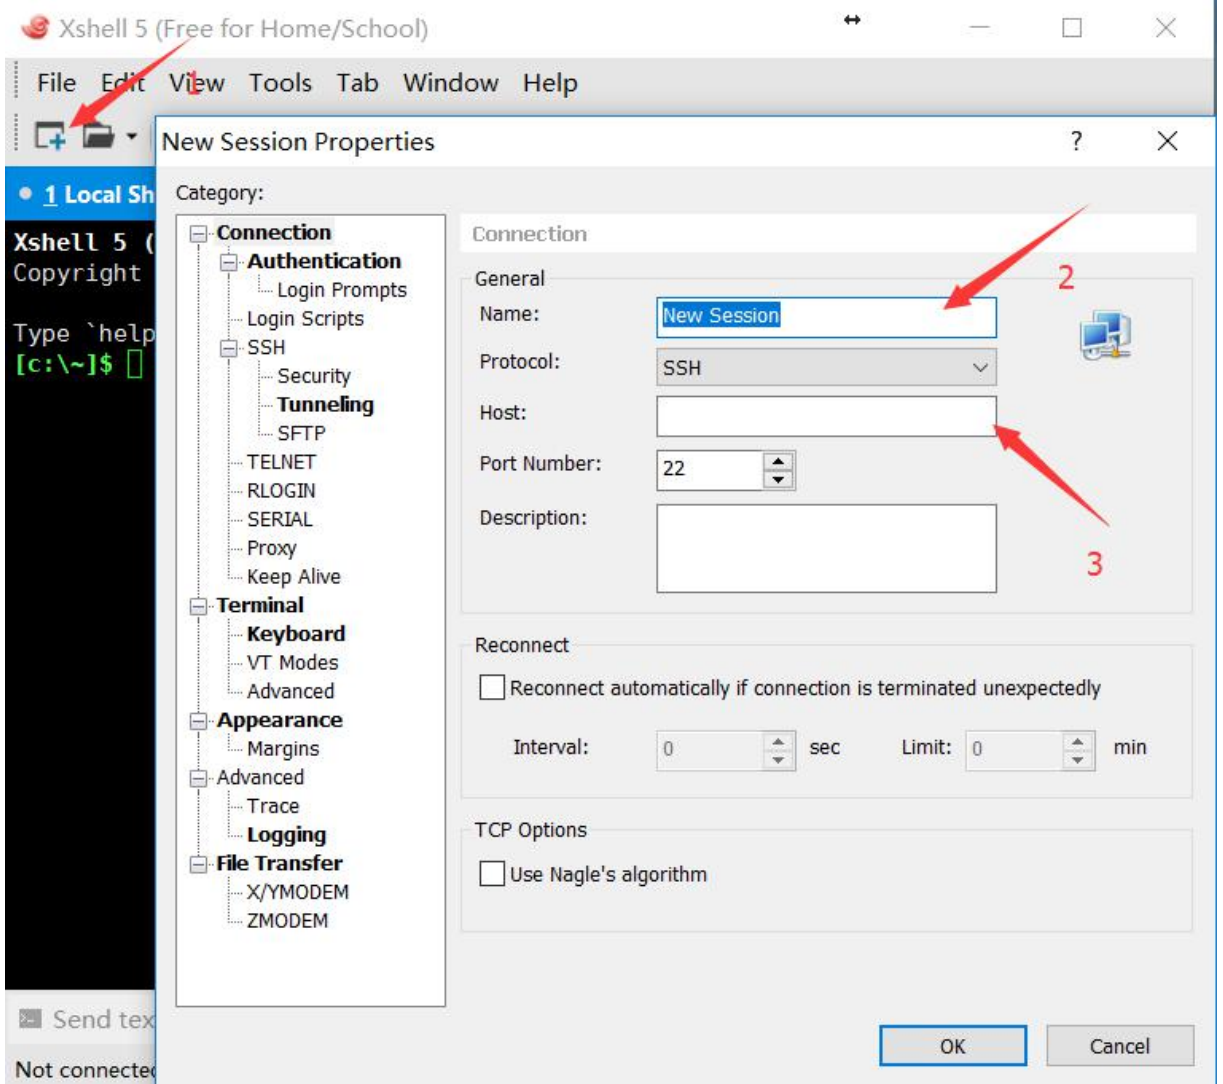 Xshell 5 (Free for Home/School)
File Edit View Tools Tab Window Help
1
New Session Properties
?
1 Local Sh
Category:
Xshell 5 (
Copyright
Type `help
[c:\~]$
Connection
Authentication
Login Prompts
Login Scripts
SSH
Security
Tunneling
SFTP
TELNET
RLOGIN
SERIAL
Proxy
Keep Alive
Terminal
Keyboard
VT Modes
Advanced
Appearance
Margins
Advanced
Trace
Logging
File Transfer
X/YMODEM
ZMODEM
Connection
General
2
Name: New Session
Protocol: SSH
Host:
Port Number: 22
Description:
3
Reconnect
Reconnect automatically if connection is terminated unexpectedly
Interval: 0 sec Limit: 0 min
TCP Options
Use Nagle's algorithm
Send tex
Not connected
OK Cancel